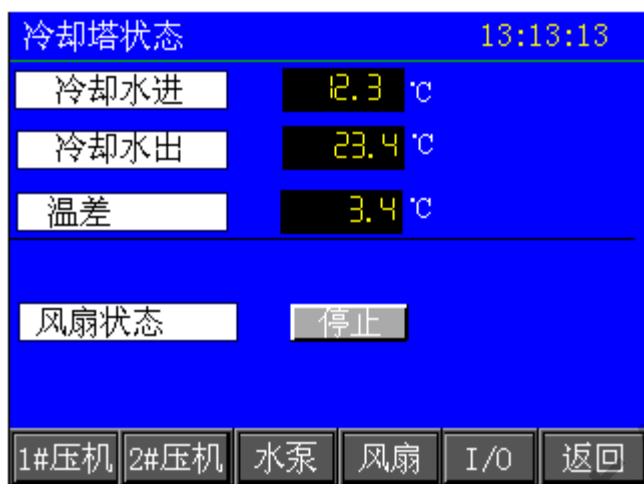 冷却塔状态 13:13:13
冷却水进 12.3 ℃
冷却水出 23.4 ℃
温差 3.4 ℃
风扇状态 停止
1#压机 2#压机 水泵 风扇 I/O 返回